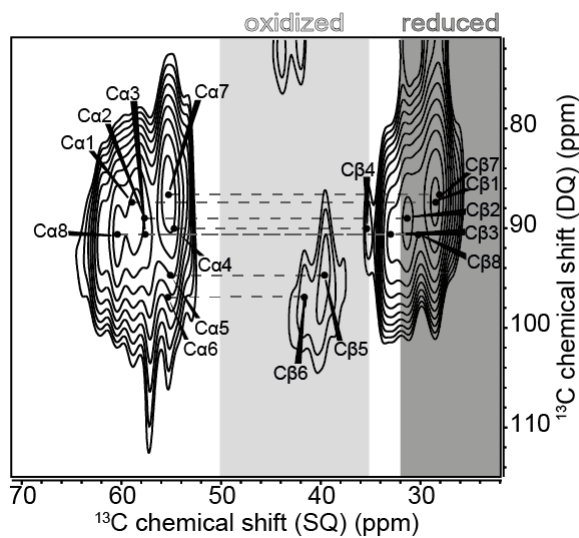 oxidized reduced
Cα3
Cα2
Cα1
Cα7
Cα8
Cα4
Cα5
Cα6
Cβ4
Cβ7
Cβ1
Cβ2
Cβ3
Cβ8
Cβ5
Cβ6
80
90
100
110
13C chemical shift (DQ) (ppm)
70 60 50 40 30
13C chemical shift (SQ) (ppm)